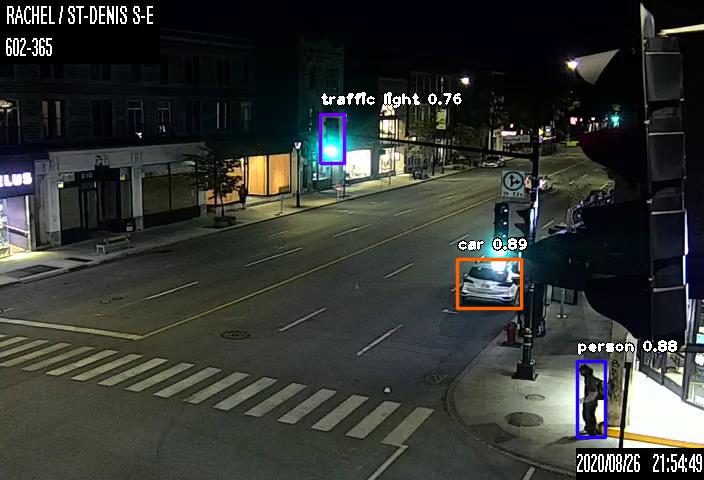 RACHEL / ST-DENIS S-E
602-365
traffic light 0.76
210
ELUS
car 0.89
person 0.88
2020/08/26 21:54:49